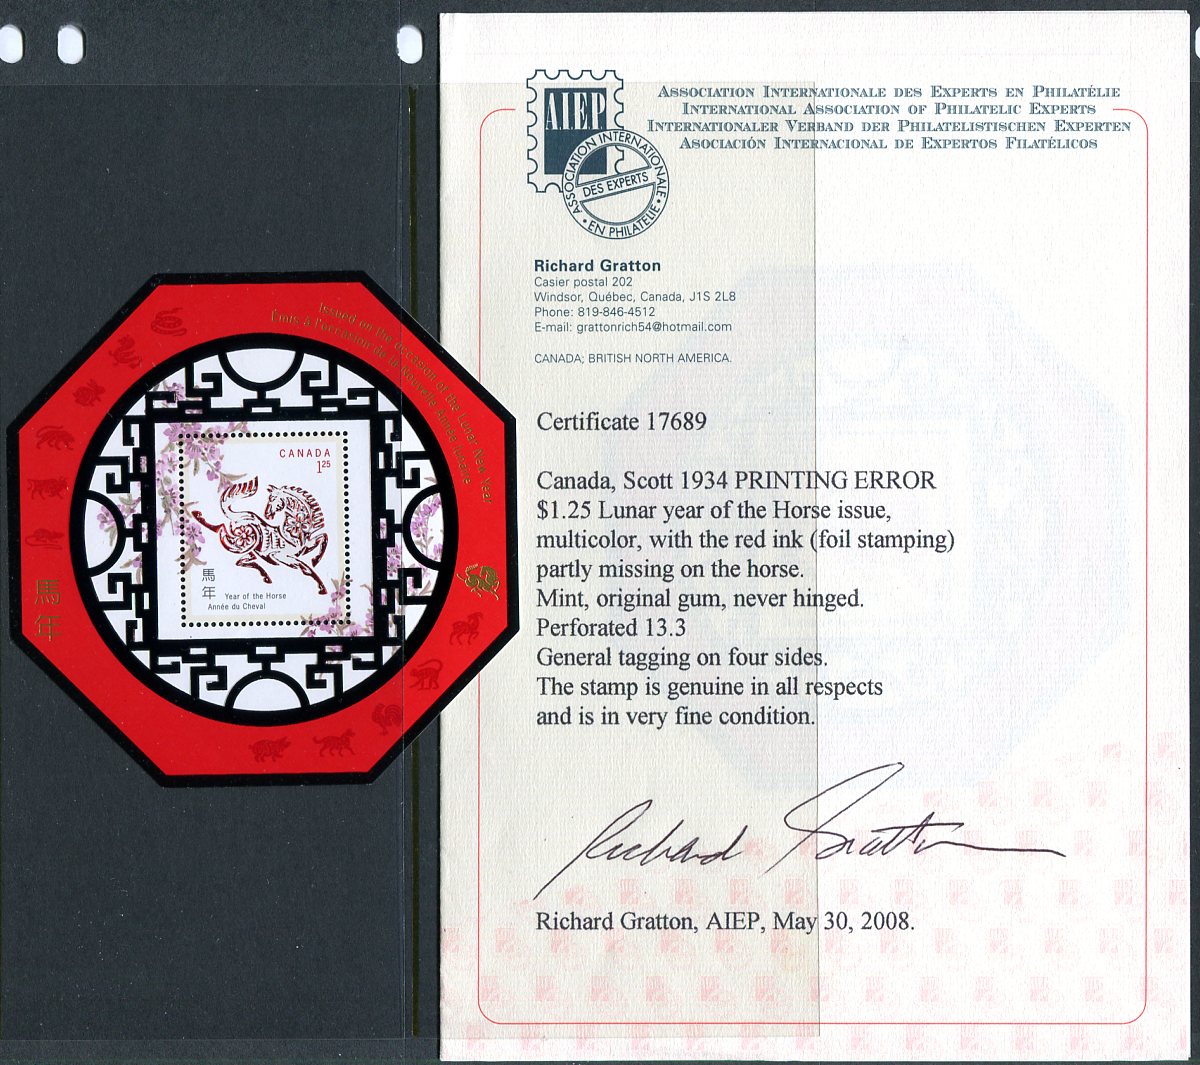 Issued on the occasion of the Lunar New Year
Émis à l'occasion de la Nouvelle Année lunaire
CANADA
1.25
馬年
Year of the Horse
Année du Cheval
馬年
AIEP
ASSOCIATION INTERNATIONALE
DES EXPERTS
EN PHILATÉLIE
ASSOCIATION INTERNATIONALE DES EXPERTS EN PHILATÉLIE
INTERNATIONAL ASSOCIATION OF PHILATELIC EXPERTS
INTERNATIONALER VERBAND DER PHILATELISTISCHEN EXPERTEN
ASOCIACIÓN INTERNACIONAL DE EXPERTOS FILATÉLICOS
Richard Gratton
Casier postal 202
Windsor, Québec, Canada, J1S 2L8
Phone: 819-846-4512
E-mail: grattonrich54@hotmail.com
CANADA; BRITISH NORTH AMERICA.
Certificate 17689
Canada, Scott 1934 PRINTING ERROR
$1.25 Lunar year of the Horse issue,
multicolor, with the red ink (foil stamping)
partly missing on the horse.
Mint, original gum, never hinged.
Perforated 13.3
General tagging on four sides.
The stamp is genuine in all respects
and is in very fine condition.
Richard Gratton
Richard Gratton, AIEP, May 30, 2008.